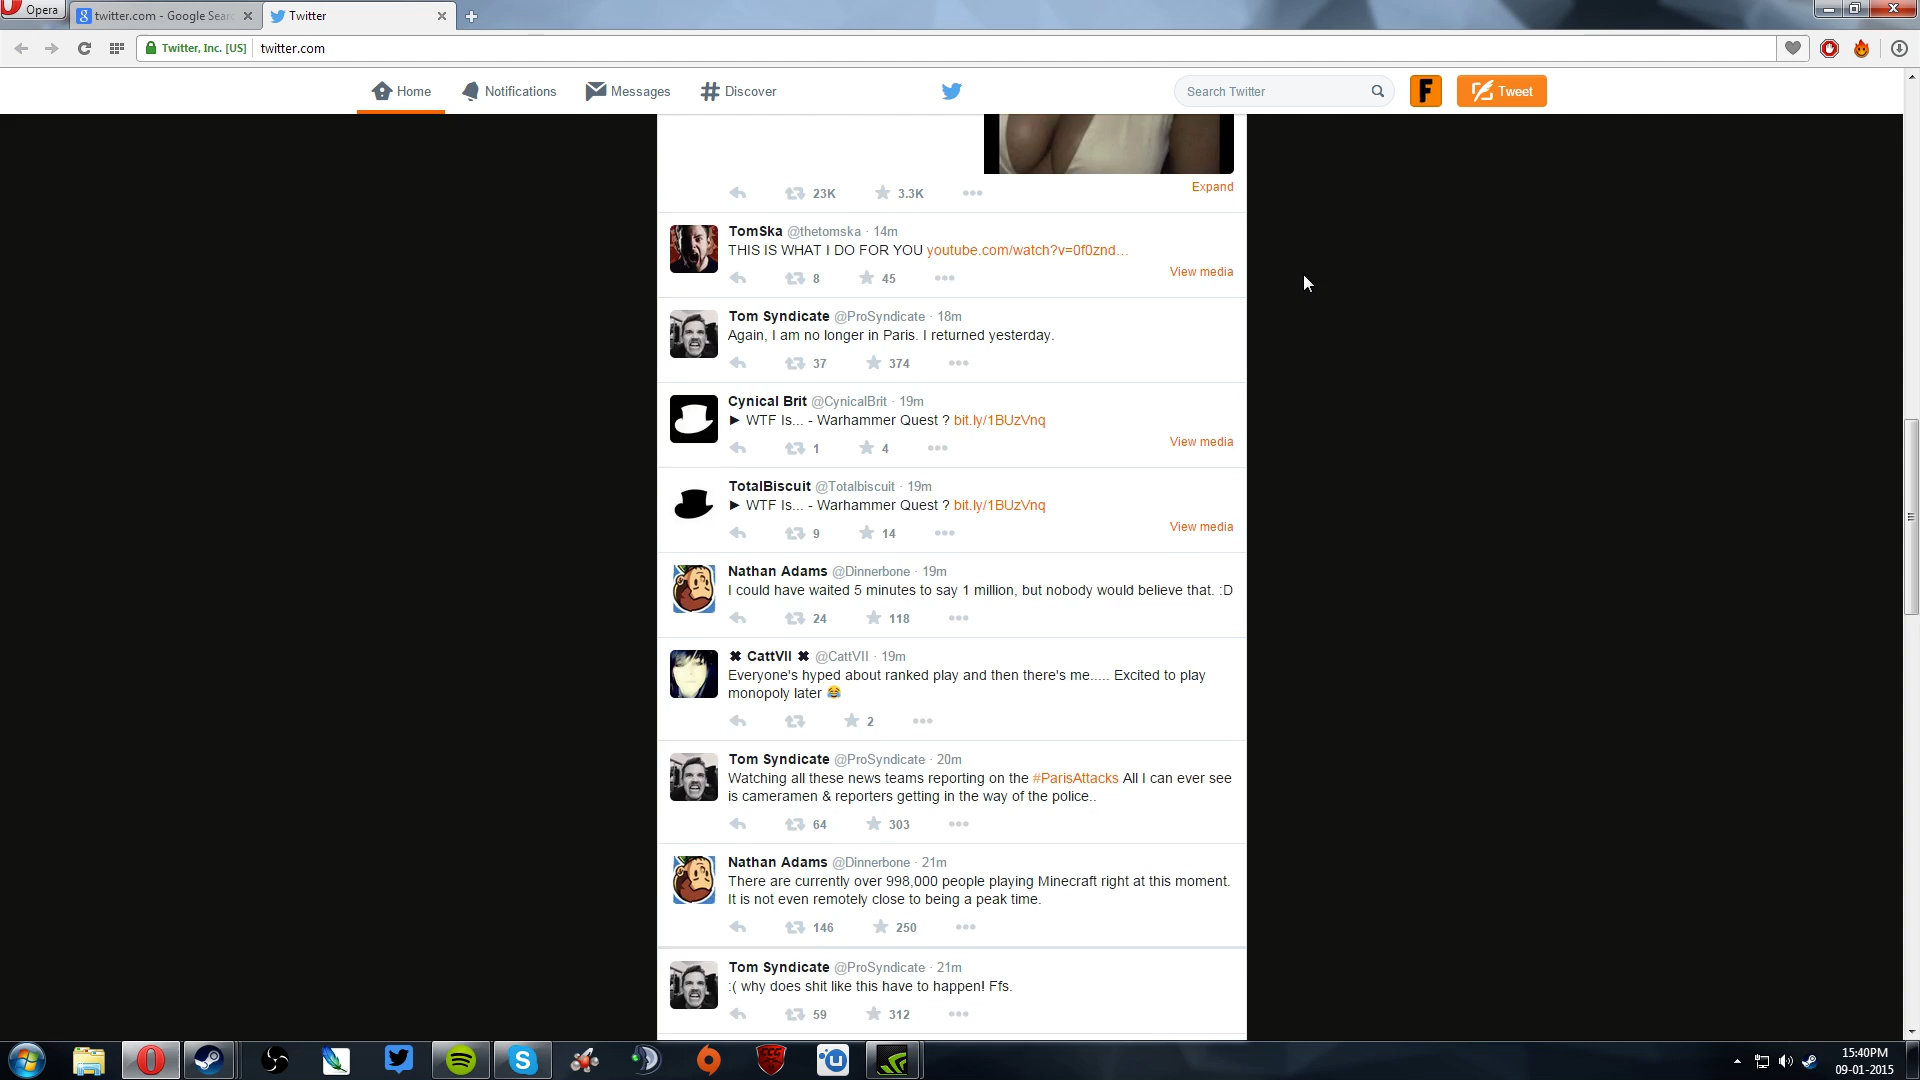 Opera
twitter.com - Google Sear
Twitter
Twitter, Inc. [US]
twitter.com
Home
Notifications
Messages
Discover
Search Twitter
F
Tweet
23K
3.3K
Expand
TomSka @thetomska · 14m
THIS IS WHAT I DO FOR YOU youtube.com/watch?v=0f0znd…
View media
8
45
Tom Syndicate @ProSyndicate · 18m
Again, I am no longer in Paris. I returned yesterday.
37
374
Cynical Brit @CynicalBrit · 19m
► WTF Is... - Warhammer Quest ? bit.ly/1BUzVnq
View media
1
4
TotalBiscuit @Totalbiscuit · 19m
► WTF Is... - Warhammer Quest ? bit.ly/1BUzVnq
View media
9
14
Nathan Adams @Dinnerbone · 19m
I could have waited 5 minutes to say 1 million, but nobody would believe that. :D
24
118
✖ CattVII ✖ @CattVII · 19m
Everyone's hyped about ranked play and then there's me..... Excited to play
monopoly later 😂
2
Tom Syndicate @ProSyndicate · 20m
Watching all these news teams reporting on the #ParisAttacks All I can ever see
is cameramen & reporters getting in the way of the police..
64
303
Nathan Adams @Dinnerbone · 21m
There are currently over 998,000 people playing Minecraft right at this moment.
It is not even remotely close to being a peak time.
146
250
Tom Syndicate @ProSyndicate · 21m
:( why does shit like this have to happen! Ffs.
59
312
15:40PM
09-01-2015